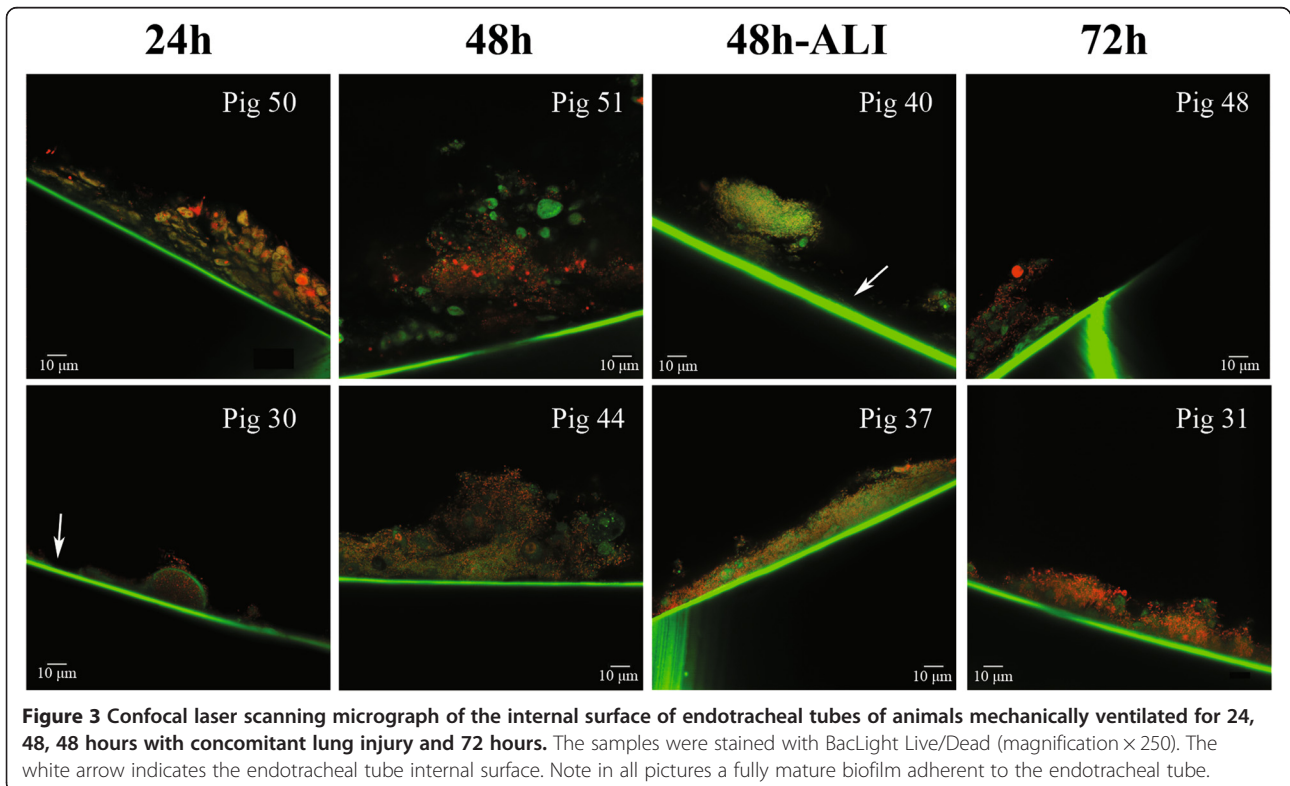 24h 48h 48h-ALI 72h
Pig 50 Pig 51 Pig 40 Pig 48
10 µm 10 µm 10 µm 10 µm
Pig 30 Pig 44 Pig 37 Pig 31
10 µm 10 µm 10 µm 10 µm
Figure 3 Confocal laser scanning micrograph of the internal surface of endotracheal tubes of animals mechanically ventilated for 24,
48, 48 hours with concomitant lung injury and 72 hours. The samples were stained with BacLight Live/Dead (magnification × 250). The
white arrow indicates the endotracheal tube internal surface. Note in all pictures a fully mature biofilm adherent to the endotracheal tube.